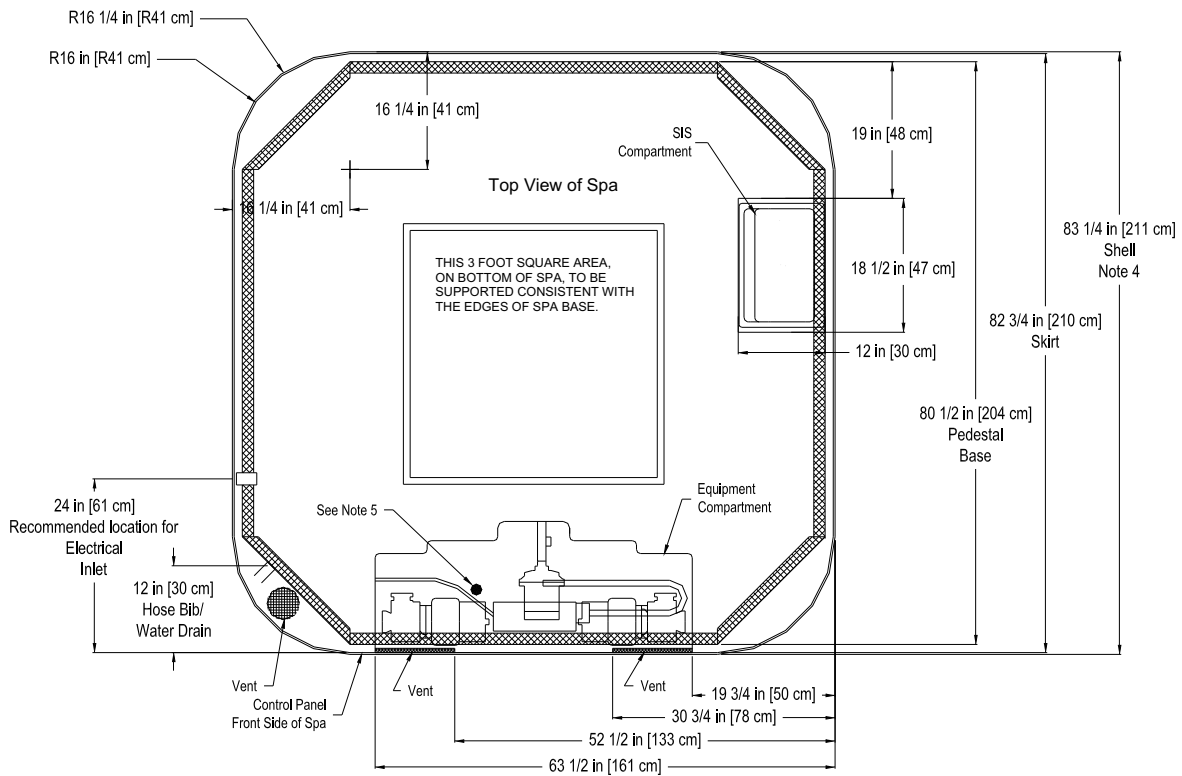 R16 1/4 in [R41 cm]
R16 in [R41 cm]
16 1/4 in [41 cm]
16 1/4 in [41 cm]
Top View of Spa
SIS
Compartment
19 in [48 cm]
THIS 3 FOOT SQUARE AREA,
ON BOTTOM OF SPA, TO BE
SUPPORTED CONSISTENT WITH
THE EDGES OF SPA BASE.
18 1/2 in [47 cm]
12 in [30 cm]
83 1/4 in [211 cm]
Shell
Note 4
82 3/4 in [210 cm]
Skirt
80 1/2 in [204 cm]
Pedestal
Base
24 in [61 cm]
Recommended location for
Electrical
Inlet
See Note 5
Equipment
Compartment
12 in [30 cm]
Hose Bib/
Water Drain
Vent
Control Panel
Front Side of Spa
Vent
Vent
19 3/4 in [50 cm]
30 3/4 in [78 cm]
52 1/2 in [133 cm]
63 1/2 in [161 cm]